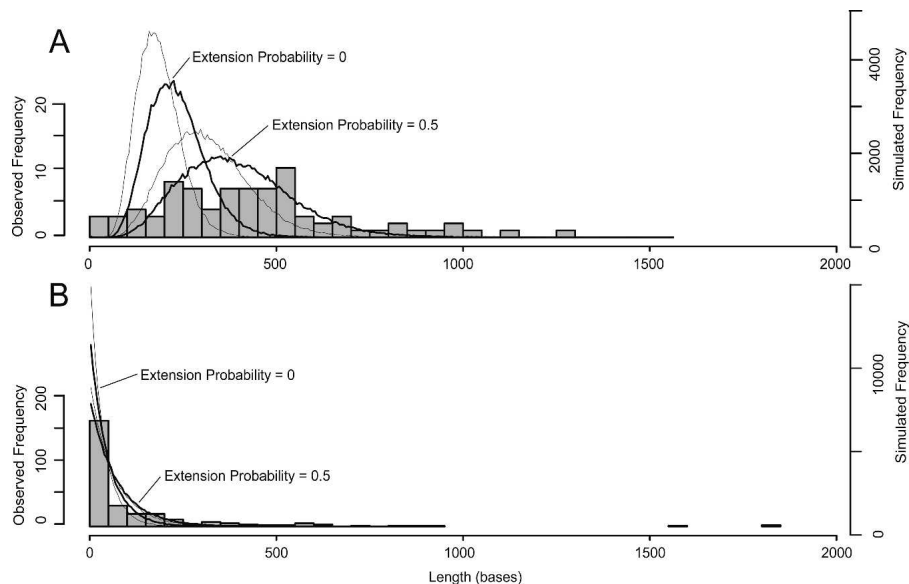 A
Extension Probability = 0
Extension Probability = 0.5
Observed Frequency
0
10
20
Simulated Frequency
0
2000
4000
0
500
1000
1500
2000
B
Extension Probability = 0
Extension Probability = 0.5
Observed Frequency
0
100
200
Simulated Frequency
0
10000
0
500
1000
1500
2000
Length (bases)